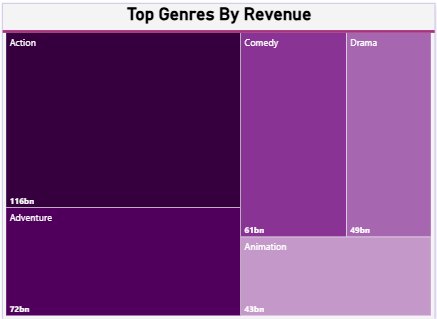 Top Genres By Revenue
Action
116bn
Adventure
72bn
Comedy
61bn
Drama
49bn
Animation
43bn